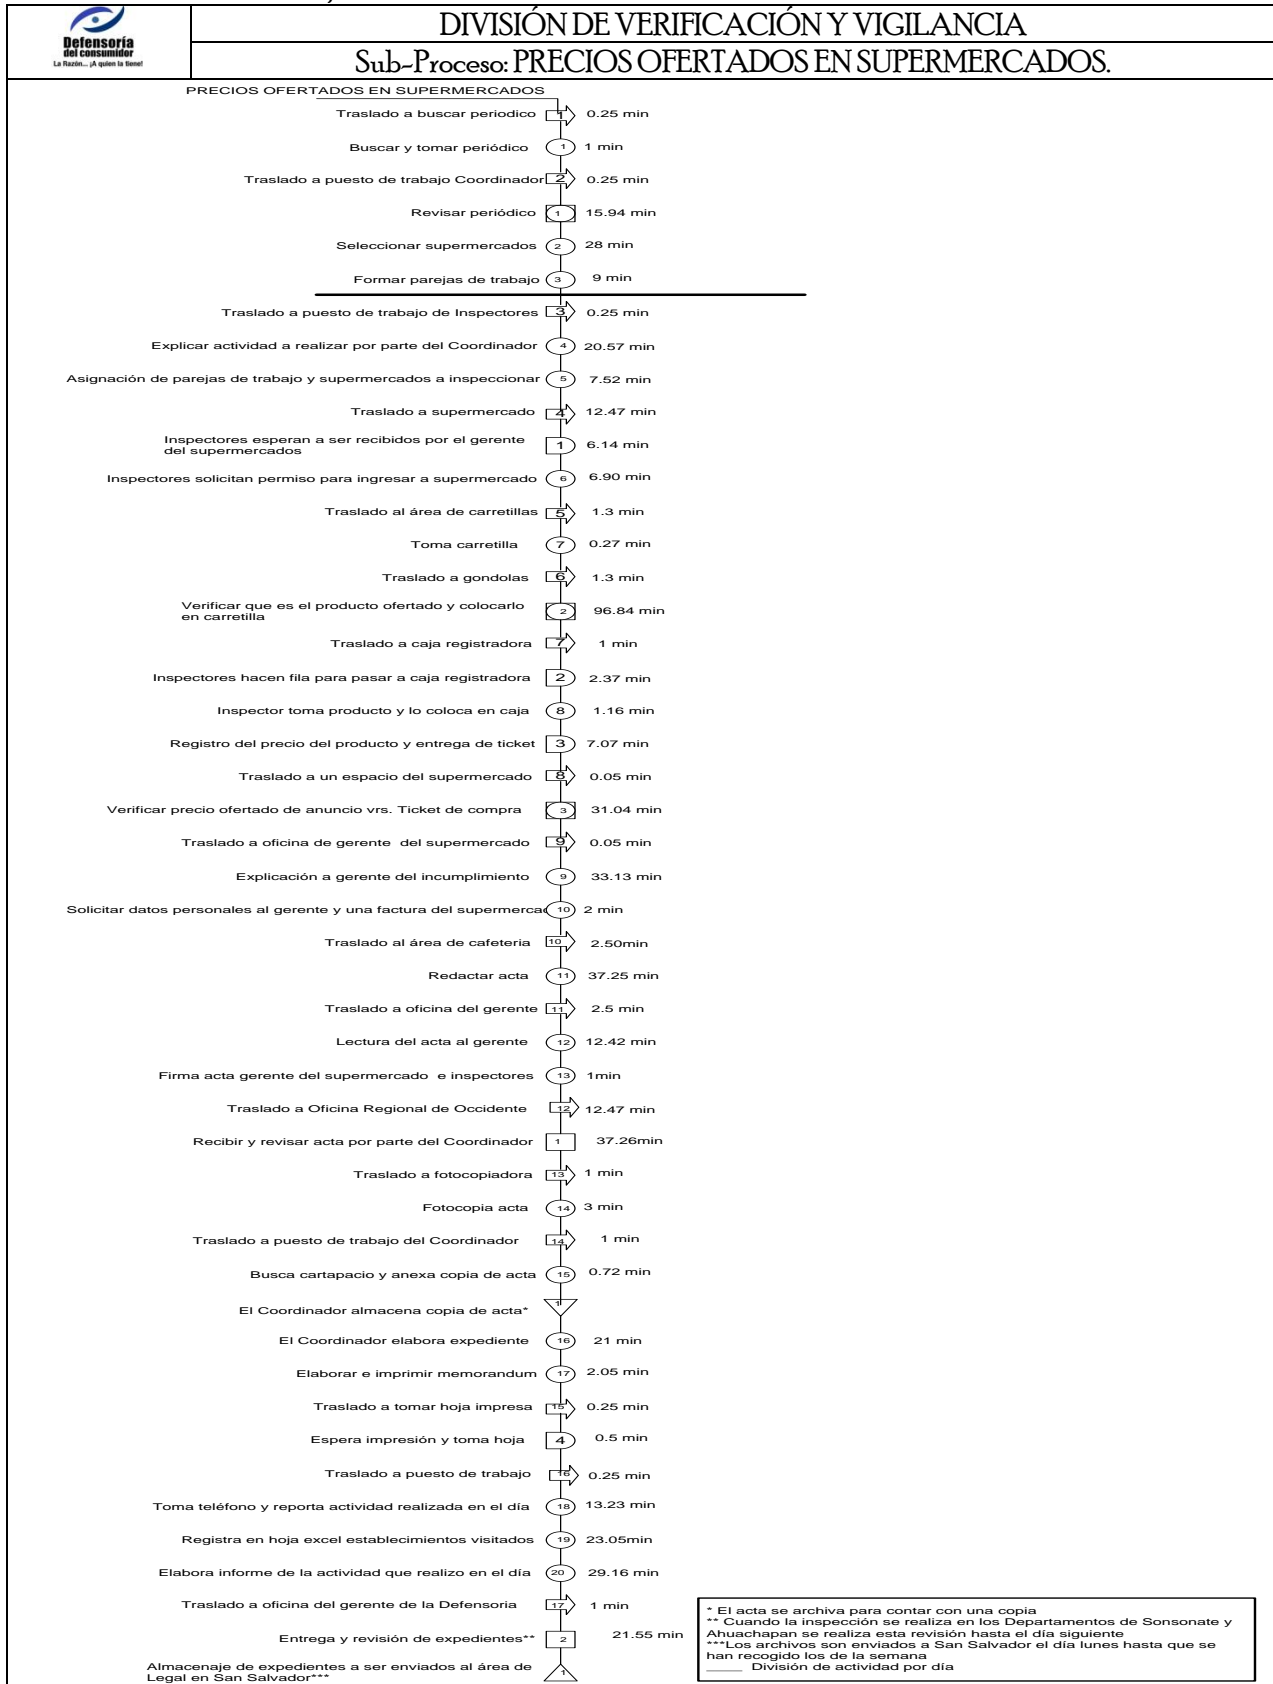 Defensoría
del consumidor
La Razón... ¡A quien la tiene!
DIVISIÓN DE VERIFICACIÓN Y VIGILANCIA
Sub-Proceso: PRECIOS OFERTADOS EN SUPERMERCADOS.
PRECIOS OFERTADOS EN SUPERMERCADOS
Traslado a buscar periodico 1 0.25 min
Buscar y tomar periódico 1 1 min
Traslado a puesto de trabajo Coordinador 2 0.25 min
Revisar periódico 1 15.94 min
Seleccionar supermercados 2 28 min
Formar parejas de trabajo 3 9 min
Traslado a puesto de trabajo de Inspectores 3 0.25 min
Explicar actividad a realizar por parte del Coordinador 4 20.57 min
Asignación de parejas de trabajo y supermercados a inspeccionar 5 7.52 min
Traslado a supermercado 4 12.47 min
Inspectores esperan a ser recibidos por el gerente
del supermercados 1 6.14 min
Inspectores solicitan permiso para ingresar a supermercado 6 6.90 min
Traslado al área de carretillas 5 1.3 min
Toma carretilla 7 0.27 min
Traslado a gondolas 6 1.3 min
Verificar que es el producto ofertado y colocarlo
en carretilla 2 96.84 min
Traslado a caja registradora 7 1 min
Inspectores hacen fila para pasar a caja registradora 2 2.37 min
Inspector toma producto y lo coloca en caja 8 1.16 min
Registro del precio del producto y entrega de ticket 3 7.07 min
Traslado a un espacio del supermercado 8 0.05 min
Verificar precio ofertado de anuncio vrs. Ticket de compra 3 31.04 min
Traslado a oficina de gerente del supermercado 9 0.05 min
Explicación a gerente del incumplimiento 9 33.13 min
Solicitar datos personales al gerente y una factura del supermerca 10 2 min
Traslado al área de cafeteria 10 2.50min
Redactar acta 11 37.25 min
Traslado a oficina del gerente 11 2.5 min
Lectura del acta al gerente 12 12.42 min
Firma acta gerente del supermercado e inspectores 13 1min
Traslado a Oficina Regional de Occidente 12 12.47 min
Recibir y revisar acta por parte del Coordinador 1 37.26min
Traslado a fotocopiadora 13 1 min
Fotocopia acta 14 3 min
Traslado a puesto de trabajo del Coordinador 14 1 min
Busca cartapacio y anexa copia de acta 15 0.72 min
El Coordinador almacena copia de acta* 1
El Coordinador elabora expediente 16 21 min
Elaborar e imprimir memorandum 17 2.05 min
Traslado a tomar hoja impresa 15 0.25 min
Espera impresión y toma hoja 4 0.5 min
Traslado a puesto de trabajo 16 0.25 min
Toma teléfono y reporta actividad realizada en el día 18 13.23 min
Registra en hoja excel establecimientos visitados 19 23.05min
Elabora informe de la actividad que realizo en el día 20 29.16 min
Traslado a oficina del gerente de la Defensoria 17 1 min
Entrega y revisión de expedientes** 2 21.55 min
Almacenaje de expedientes a ser enviados al área de
Legal en San Salvador*** 1
* El acta se archiva para contar con una copia
** Cuando la inspección se realiza en los Departamentos de Sonsonate y
Ahuachapan se realiza esta revisión hasta el día siguiente
***Los archivos son enviados a San Salvador el día lunes hasta que se
han recogido los de la semana
____ División de actividad por día